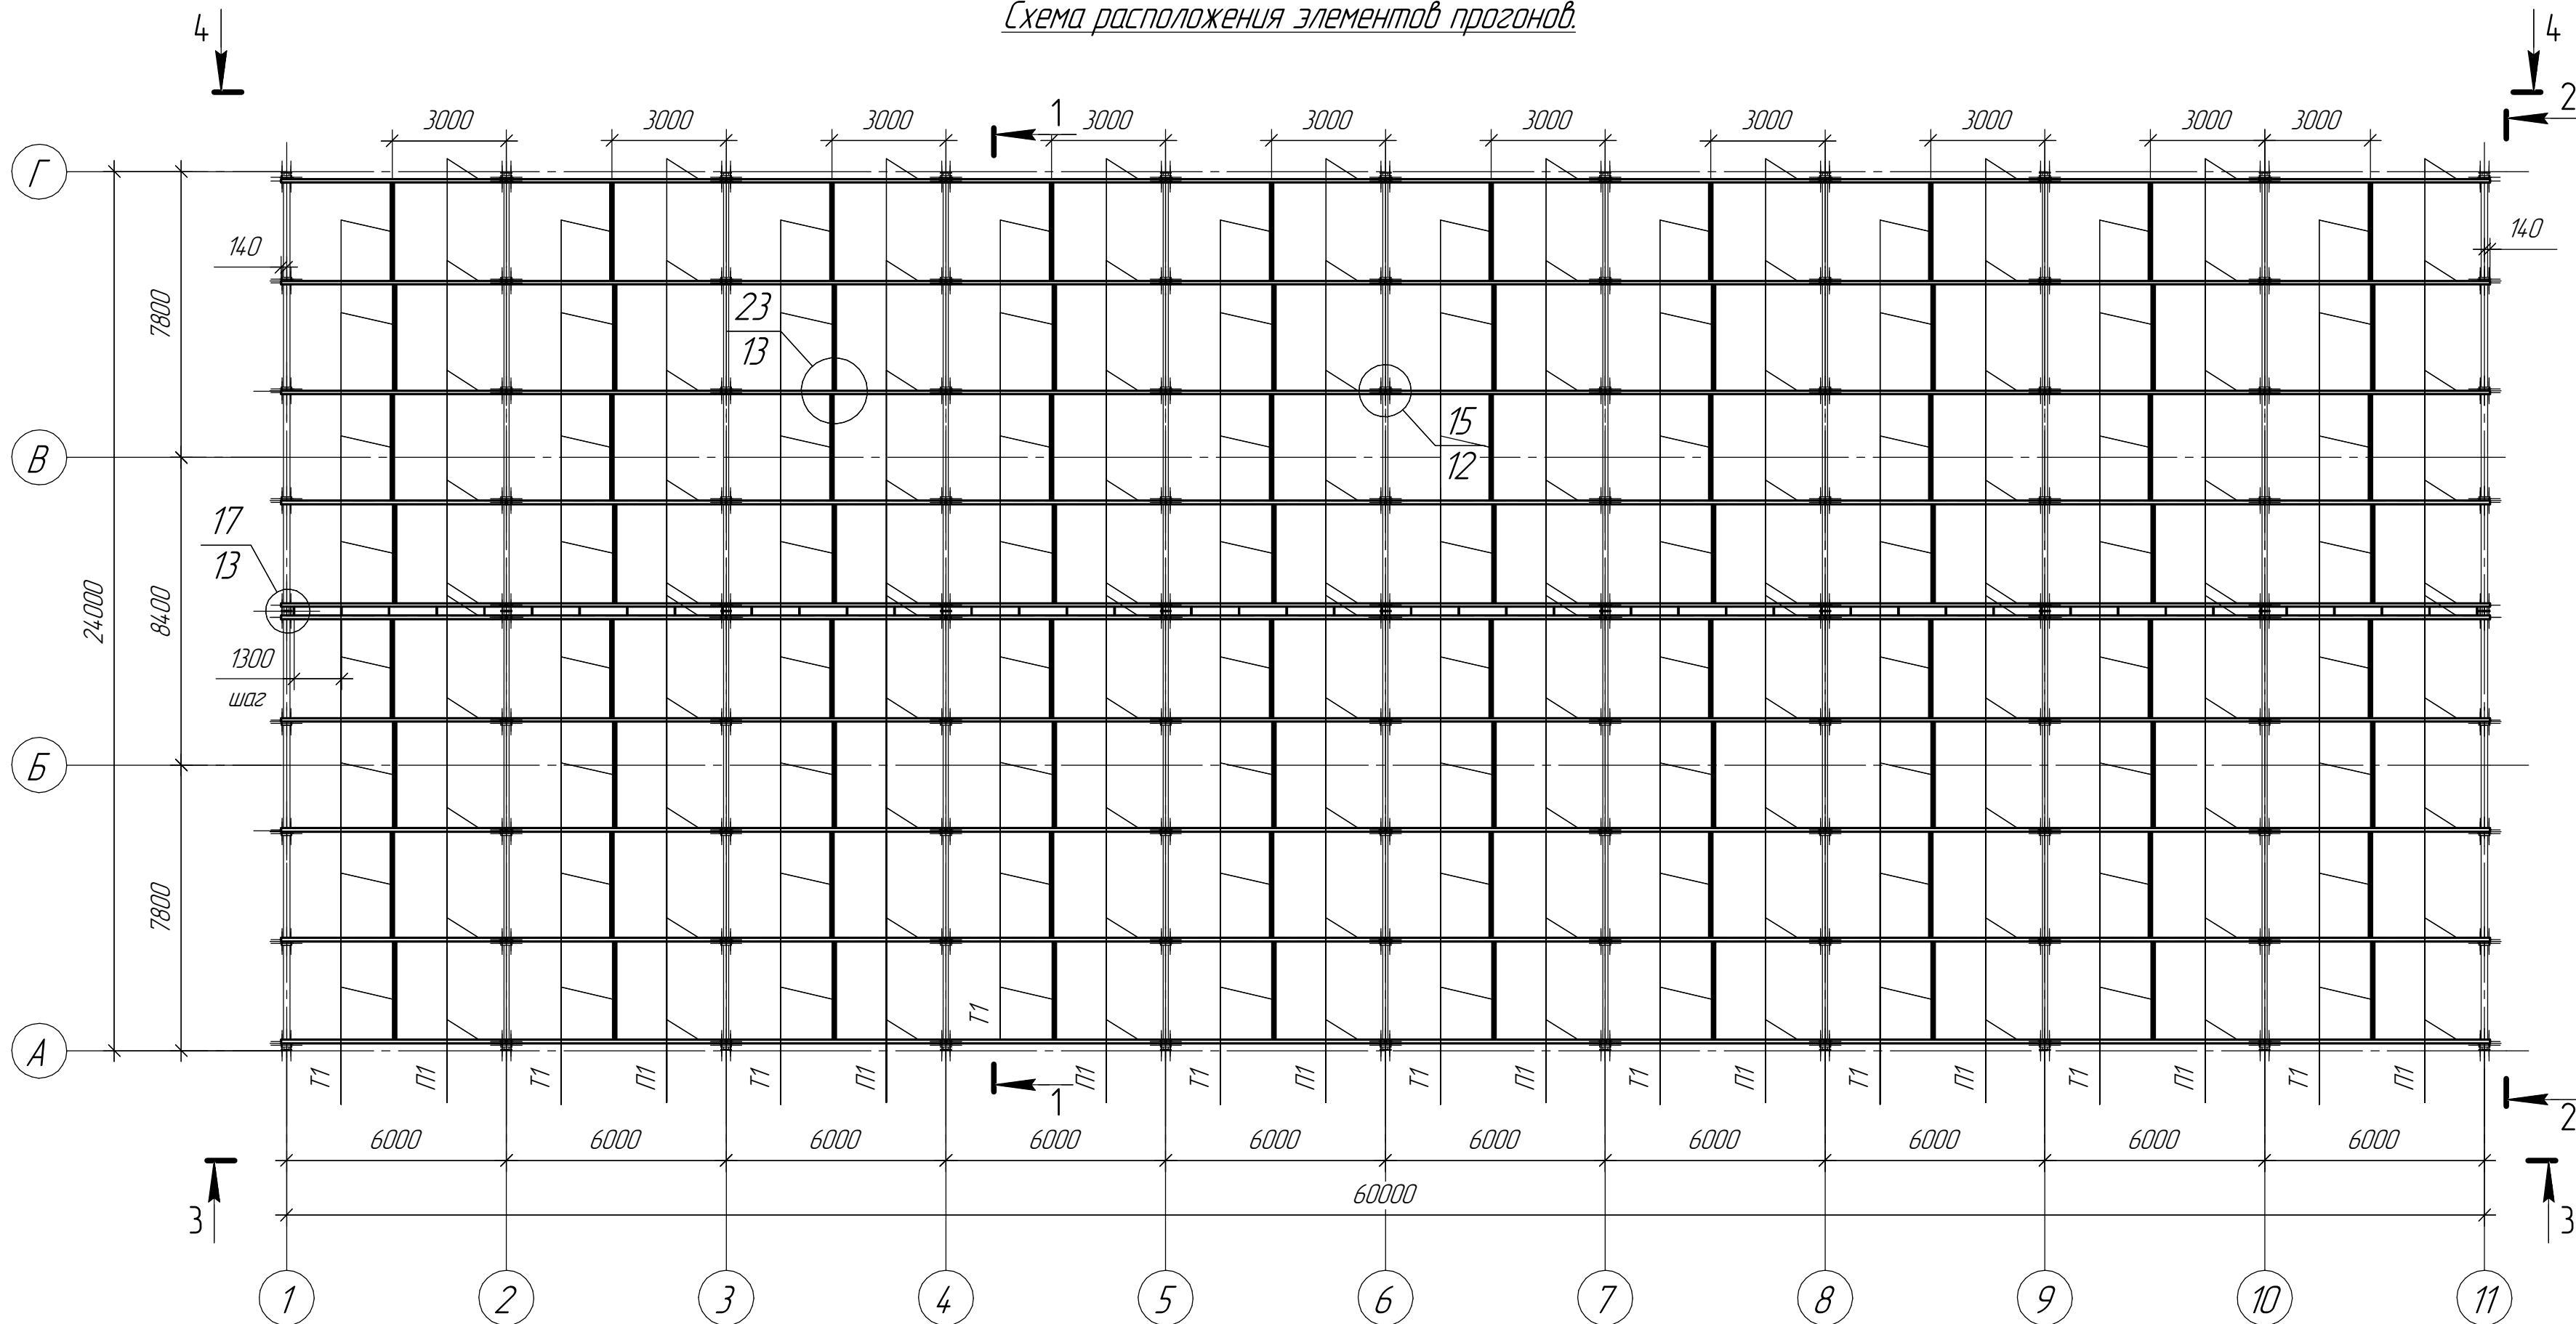 Схема расположения элементов прогонов.
4 4
1 2
3000 3000 3000 3000 3000 3000 3000 3000 3000 3000
Г
140 140
7800
23
13
15
12
В
17
13
24000
8400
1300
шаг
Б
7800
Т1
А
Т1 П1 Т1 П1 Т1 П1 П1 Т1 П1 Т1 П1 Т1 П1 Т1 П1 Т1 П1 Т1 П1
1 2
6000 6000 6000 6000 6000 6000 6000 6000 6000 6000
60000
3 3
1 2 3 4 5 6 7 8 9 10 11